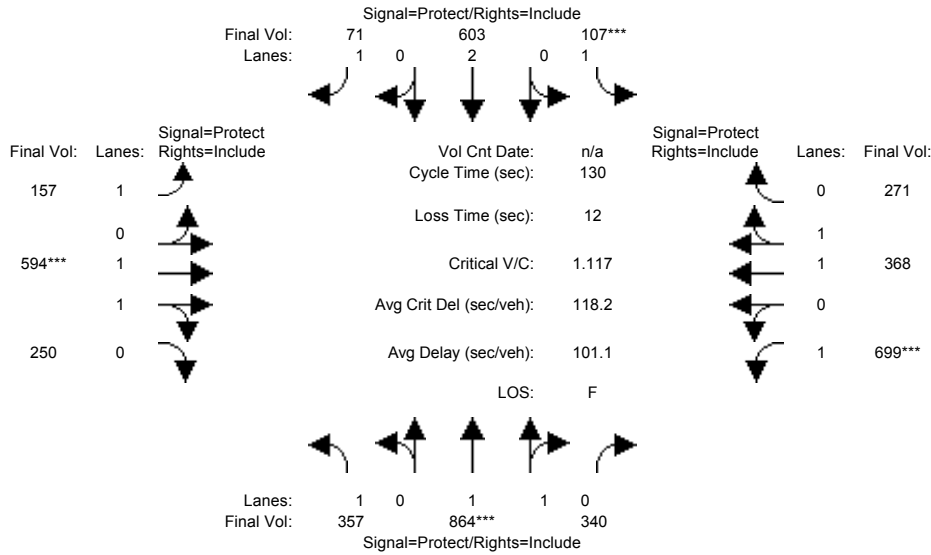 Signal=Protect/Rights=Include
Final Vol: 71 603 107***
Lanes: 1 0 2 0 1
Signal=Protect
Final Vol: Lanes: Rights=Include
Vol Cnt Date: n/a
Signal=Protect
Rights=Include Lanes: Final Vol:
Cycle Time (sec): 130
157 1
0 271
Loss Time (sec): 12
0
1
594*** 1
Critical V/C: 1.117
1 368
1
Avg Crit Del (sec/veh): 118.2
0
250 0
Avg Delay (sec/veh): 101.1
1 699***
LOS: F
Lanes: 1 0 1 1 0
Final Vol: 357 864*** 340
Signal=Protect/Rights=Include